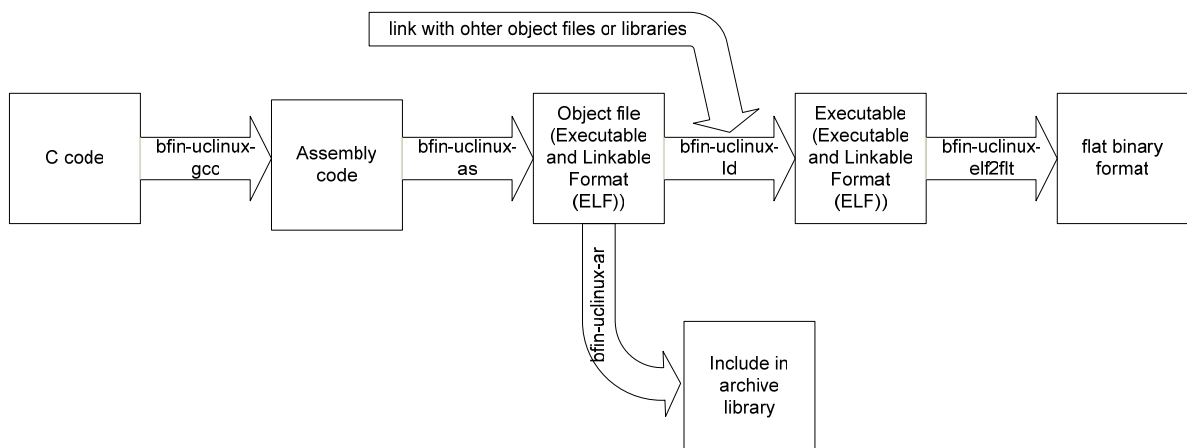 link with ohter object files or libraries
C code
bfin-uclinux-
gcc
Assembly
code
bfin-uclinux-
as
Object file
(Executable
and Linkable
Format
(ELF))
bfin-uclinux-
ld
Executable
(Executable
and Linkable
Format
(ELF))
bfin-uclinux-
elf2flt
flat binary
format
bfin-uclinux-ar
Include in
archive
library